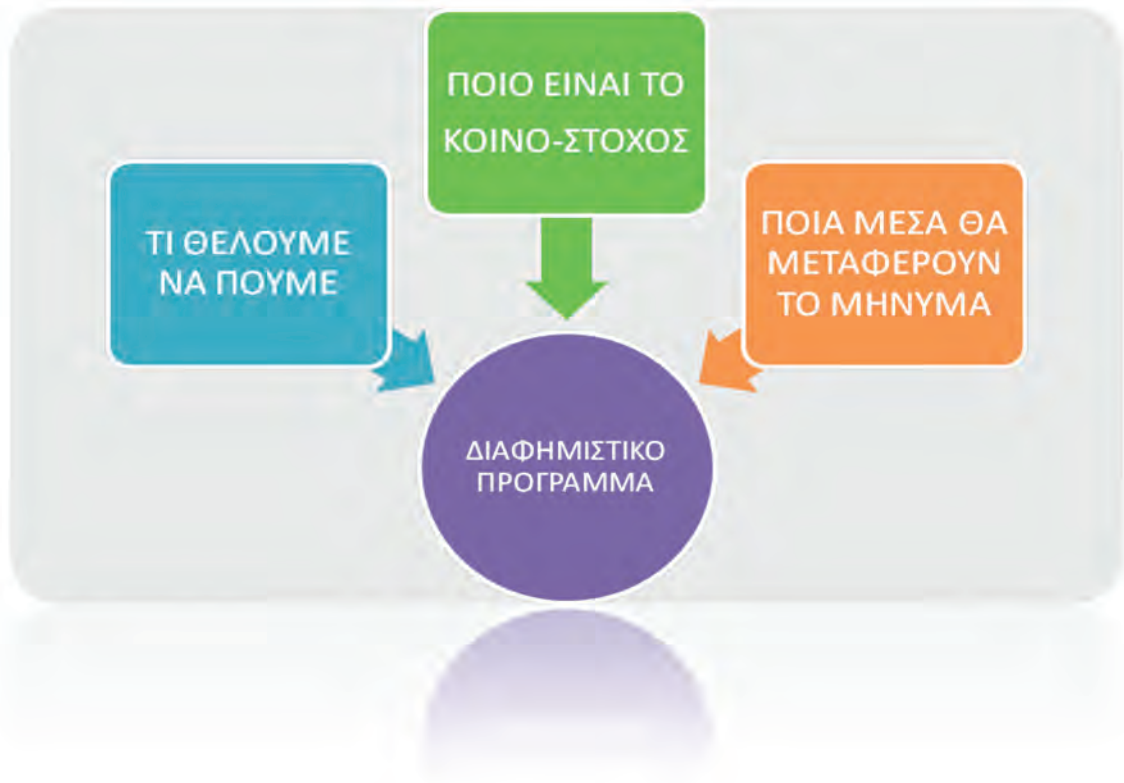 ΠΟΙΟ ΕΙΝΑΙ ΤΟ
ΚΟΙΝΟ-ΣΤΟΧΟΣ
ΤΙ ΘΕΛΟΥΜΕ
ΝΑ ΠΟΥΜΕ
ΠΟΙΑ ΜΕΣΑ ΘΑ
ΜΕΤΑΦΕΡΟΥΝ
ΤΟ ΜΗΝΥΜΑ
ΔΙΑΦΗΜΙΣΤΙΚΟ
ΠΡΟΓΡΑΜΜΑ